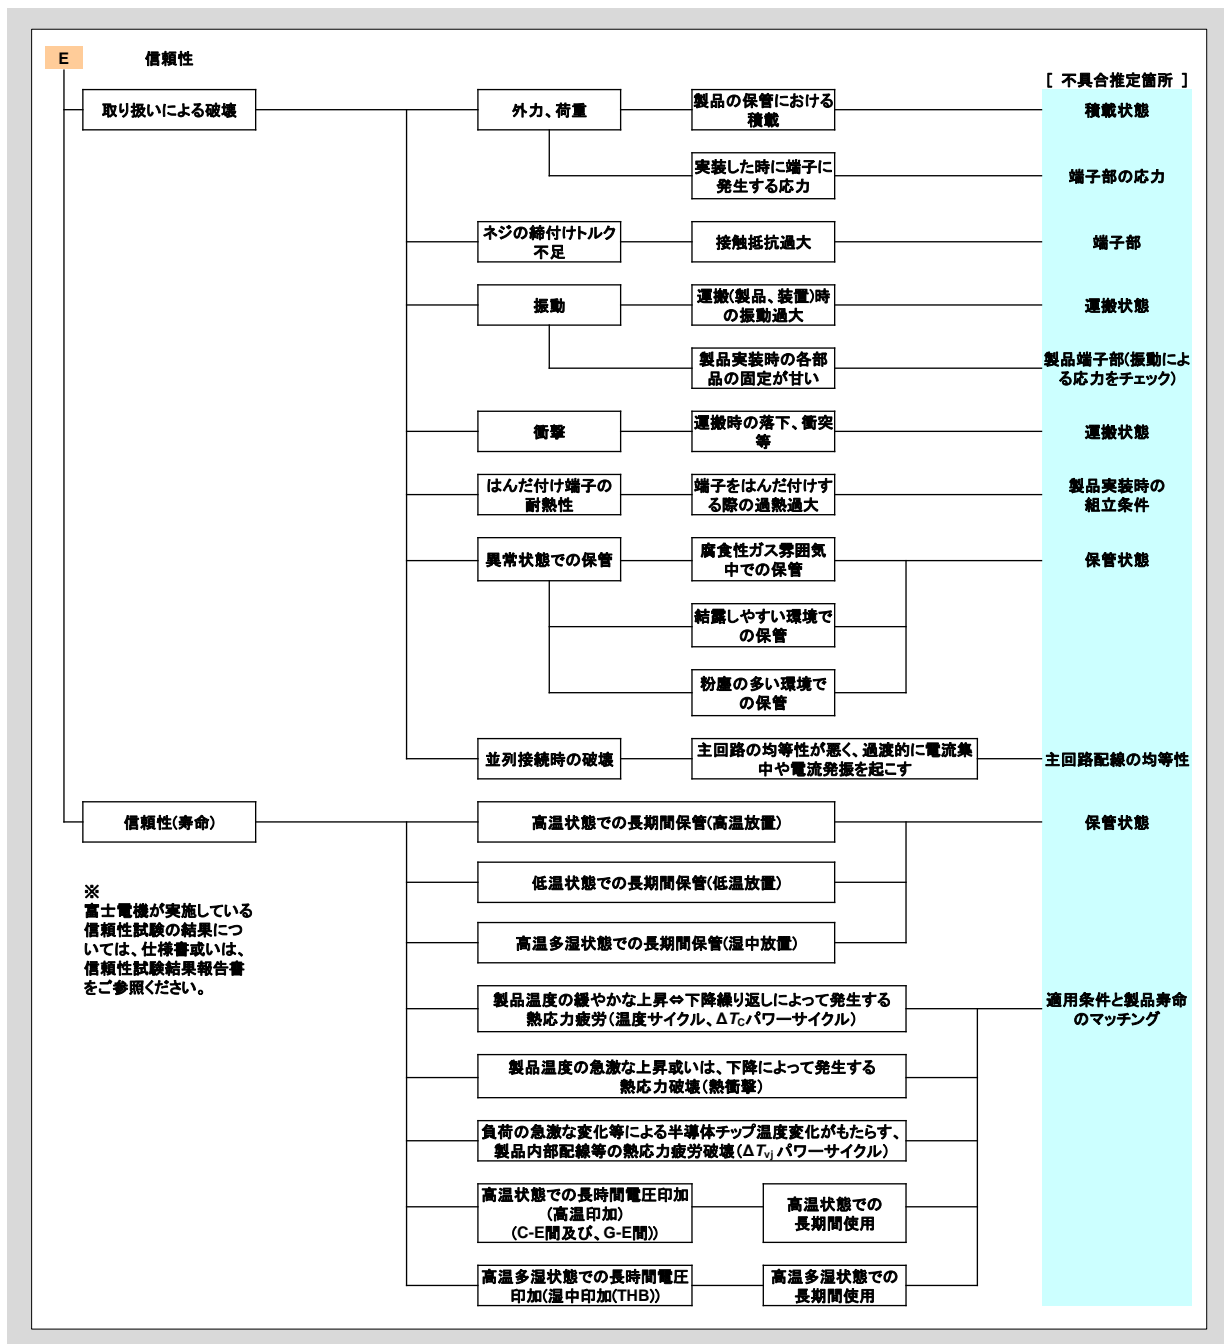 E
信頼性
[ 不具合推定箇所 ]
取り扱いによる破壊
外力、荷重
製品の保管における
積載
積載状態
実装した時に端子に
発生する応力
端子部の応力
ネジの締付けトルク
不足
接触抵抗過大
端子部
振動
運搬(製品、装置)時
の振動過大
運搬状態
製品実装時の各部
品の固定が甘い
製品端子部(振動によ
る応力をチェック)
衝撃
運搬時の落下、衝突
等
運搬状態
はんだ付け端子の
耐熱性
端子をはんだ付けす
る際の過熱過大
製品実装時の
組立条件
異常状態での保管
腐食性ガス雰囲気
中での保管
保管状態
結露しやすい環境で
の保管
粉塵の多い環境で
の保管
並列接続時の破壊
主回路の均等性が悪く、過渡的に電流集
中や電流発振を起こす
主回路配線の均等性
信頼性(寿命)
高温状態での長期間保管(高温放置)
保管状態
低温状態での長期間保管(低温放置)
高温多湿状態での長期間保管(湿中放置)
※
富士電機が実施している
信頼性試験の結果につ
いては、仕様書或いは、
信頼性試験結果報告書
をご参照ください。
製品温度の緩やかな上昇⇔下降繰り返しによって発生する
熱応力疲労(温度サイクル、ΔTCパワーサイクル)
適用条件と製品寿命
のマッチング
製品温度の急激な上昇或いは、下降によって発生する
熱応力破壊(熱衝撃)
負荷の急激な変化等による半導体チップ温度変化がもたらす、
製品内部配線等の熱応力疲労破壊(ΔTvj パワーサイクル)
高温状態での長時間電圧印加
(高温印加)
(C-E間及び、G-E間))
高温状態での
長期間使用
高温多湿状態での長時間電圧
印加(湿中印加(THB))
高温多湿状態での
長期間使用